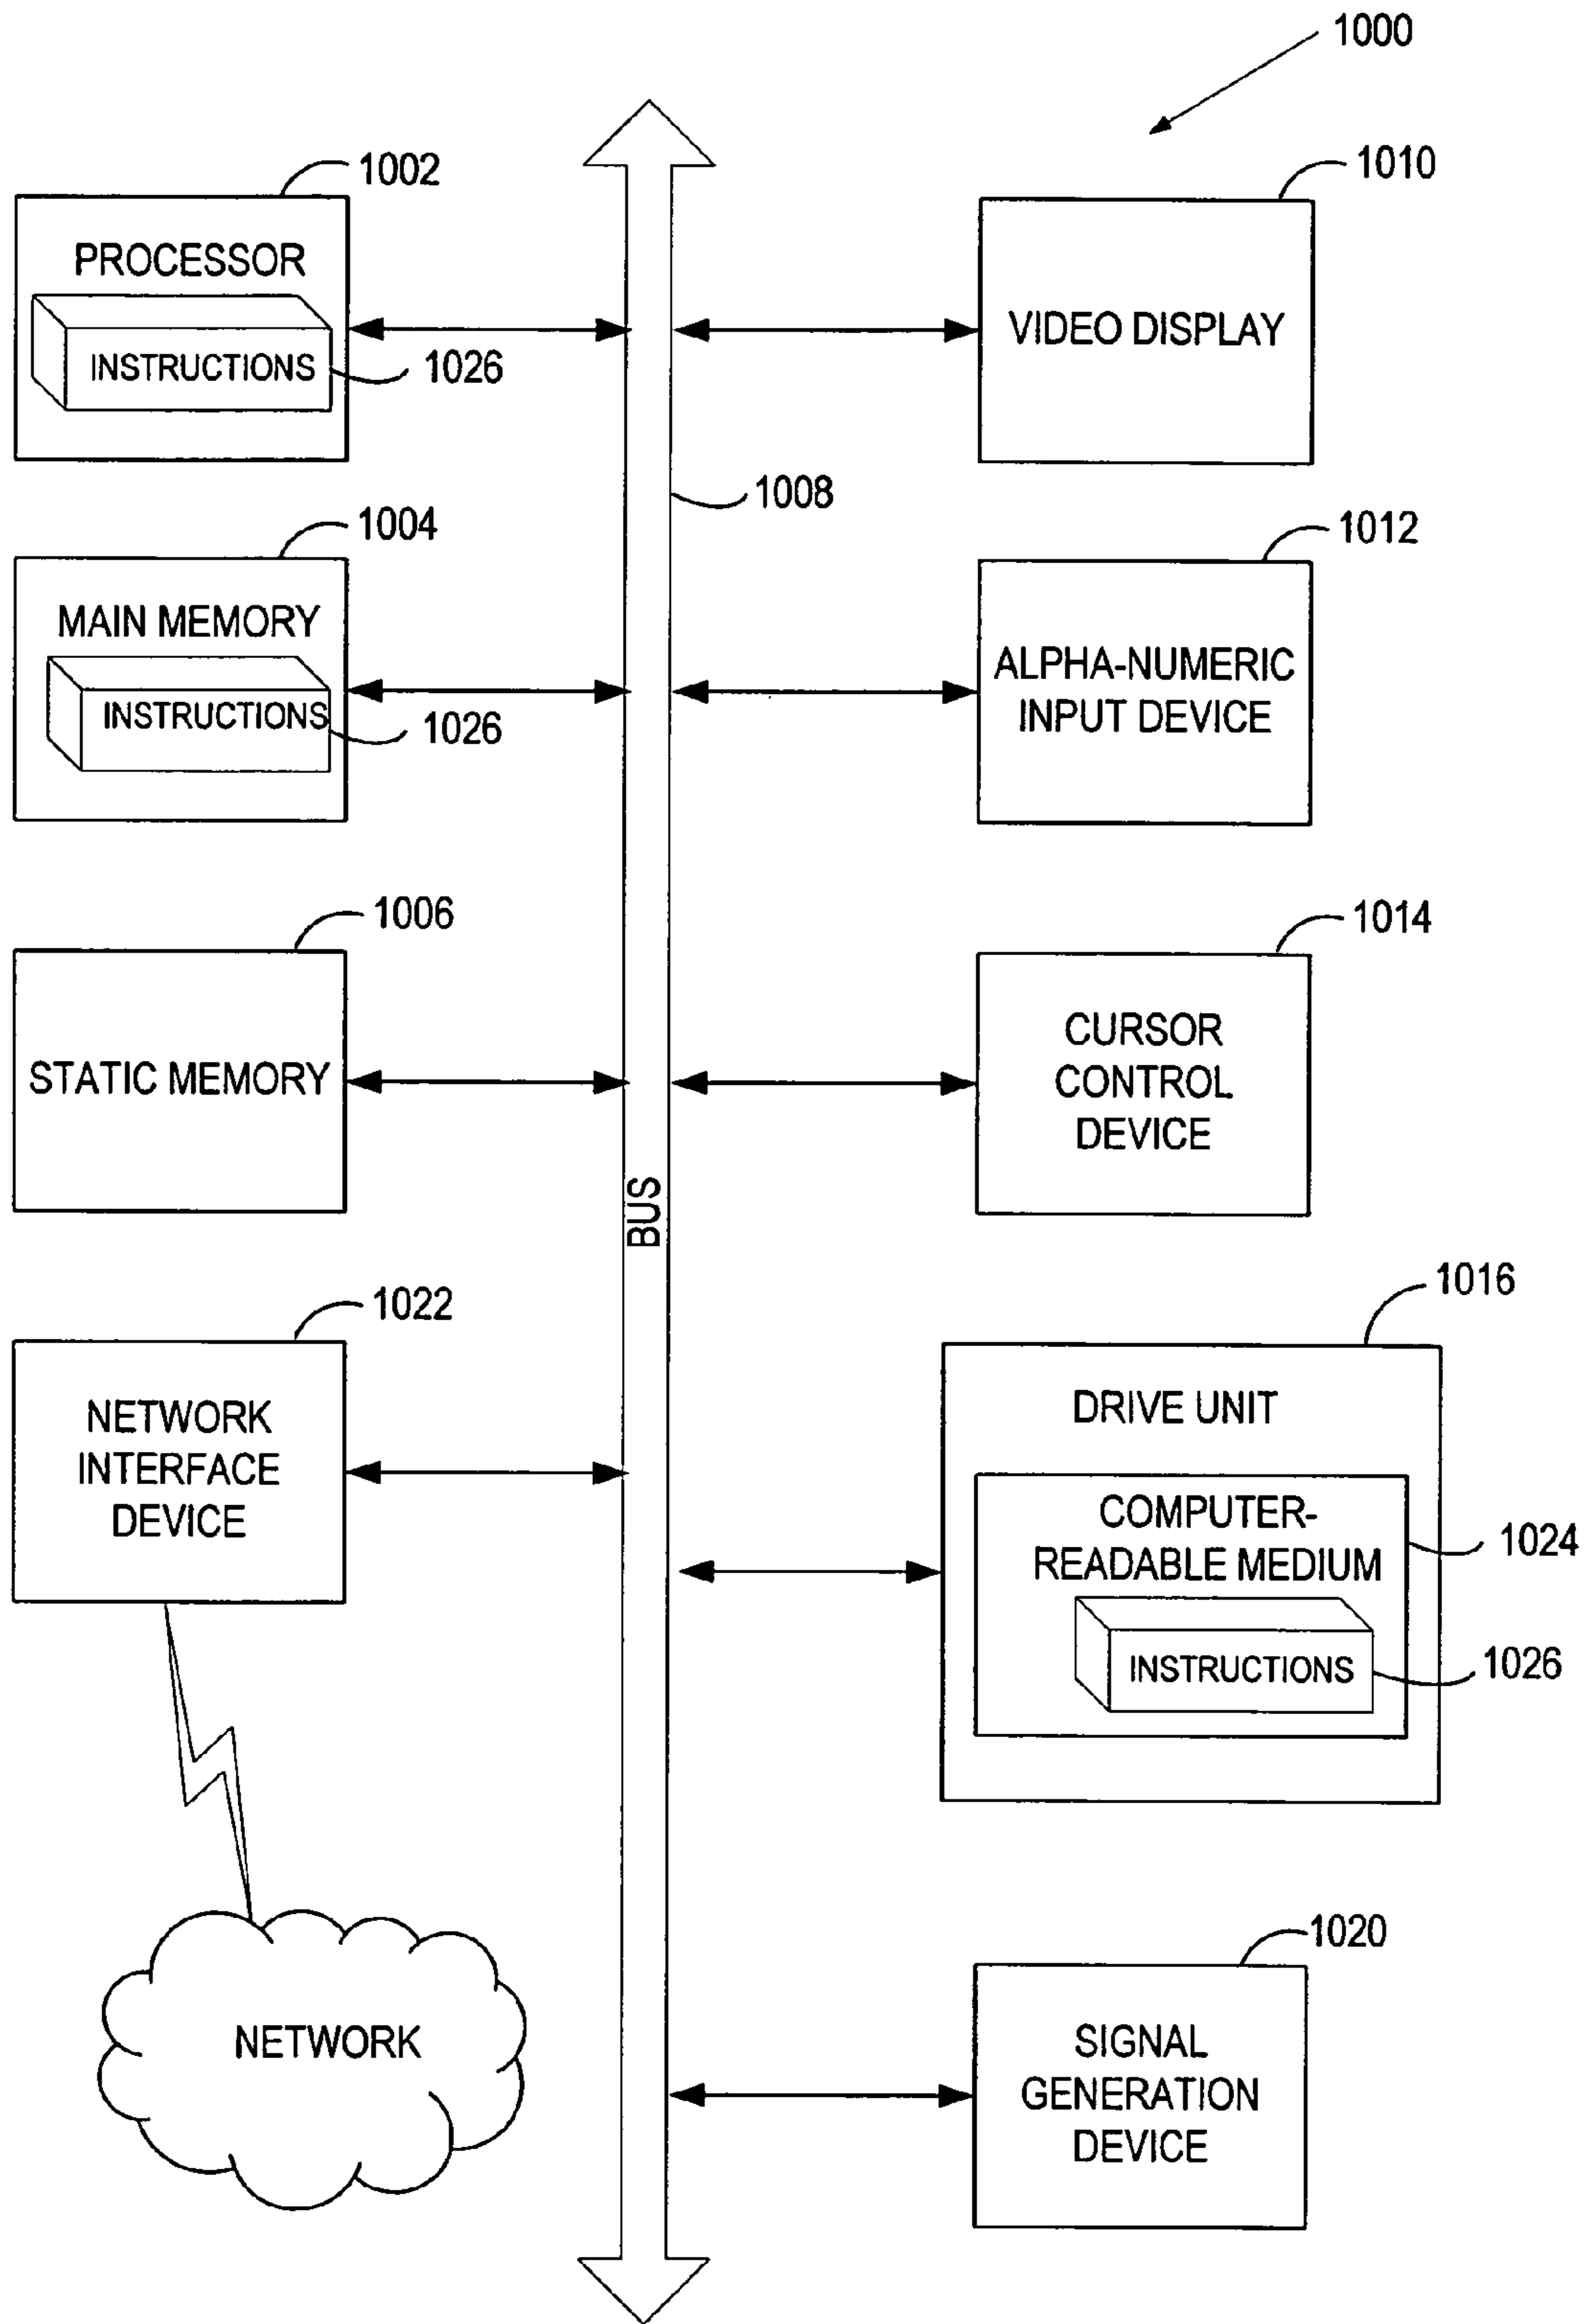 1000
1002
PROCESSOR
INSTRUCTIONS
1026
1010
VIDEO DISPLAY
1008
1004
MAIN MEMORY
INSTRUCTIONS
1026
1012
ALPHA-NUMERIC
INPUT DEVICE
1006
STATIC MEMORY
1014
CURSOR
CONTROL
DEVICE
BUS
1022
NETWORK
INTERFACE
DEVICE
1016
DRIVE UNIT
COMPUTER-
READABLE MEDIUM
1024
INSTRUCTIONS
1026
NETWORK
1020
SIGNAL
GENERATION
DEVICE